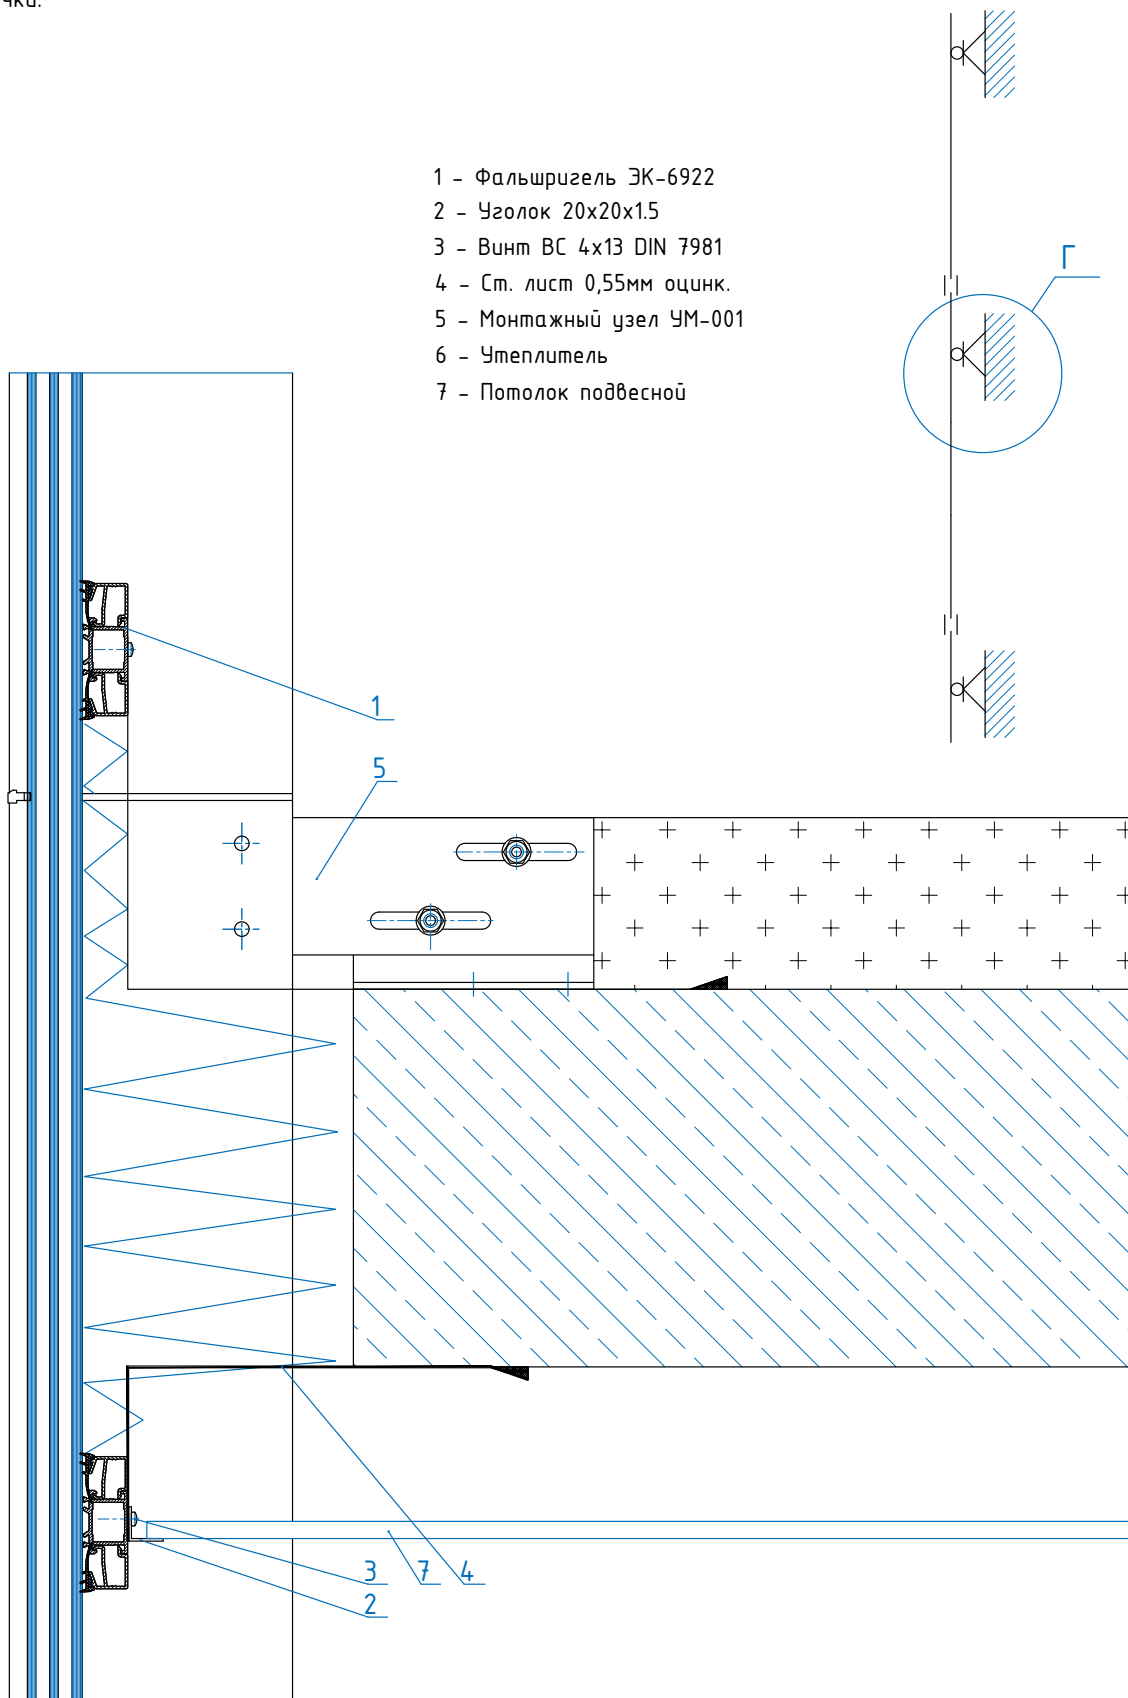 чки.
1 – Фальшригель ЭК-6922
2 – Уголок 20х20х1.5
3 – Винт ВС 4х13 DIN 7981
4 – Ст. лист 0,55мм оцинк.
5 – Монтажный узел УМ-001
6 – Утеплитель
7 – Потолок подвесной
Г
1
5
3
7
4
2